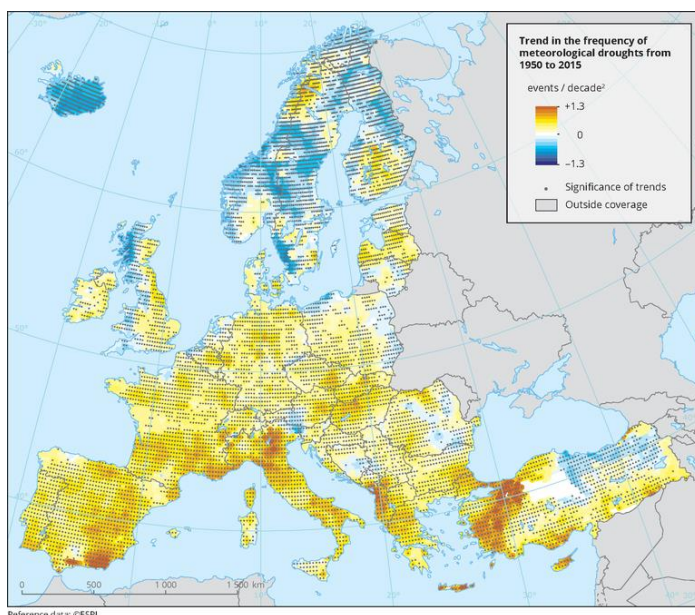 Trend in the frequency of
meteorological droughts from
1950 to 2015
events / decade²
+1.3
0
−1.3
Significance of trends
Outside coverage
0 500 1 000 1 500 km
Reference data: ©ESRI